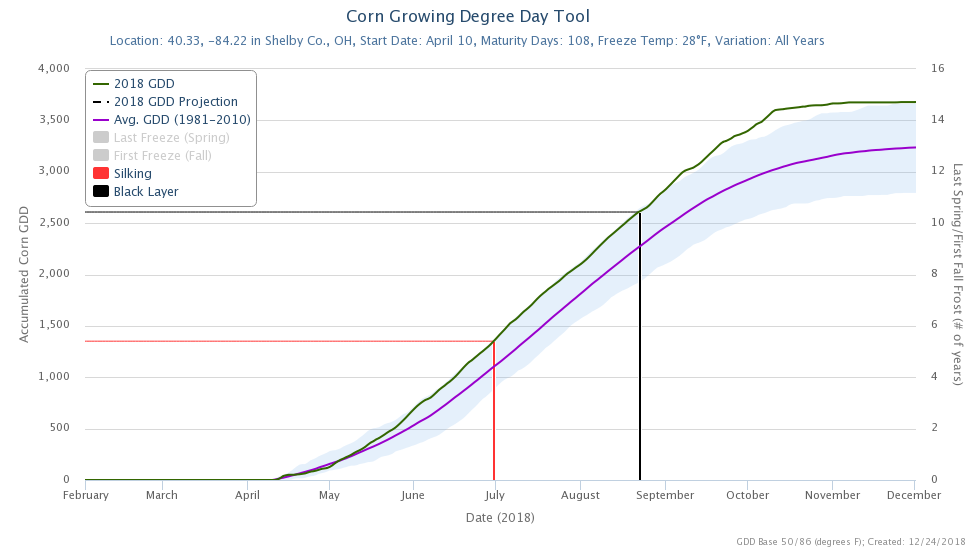 Corn Growing Degree Day Tool
Location: 40.33, -84.22 in Shelby Co., OH, Start Date: April 10, Maturity Days: 108, Freeze Temp: 28°F, Variation: All Years
4,000
3,500
3,000
2,500
2,000
1,500
1,000
500
0
Accumulated Corn GDD
2018 GDD
2018 GDD Projection
Avg. GDD (1981-2010)
Last Freeze (Spring)
First Freeze (Fall)
Silking
Black Layer
16
14
12
10
8
6
4
2
0
Last Spring/First Fall Frost (# of years)
February March April May June July August September October November December
Date (2018)
GDD Base 50/86 (degrees F); Created: 12/24/2018